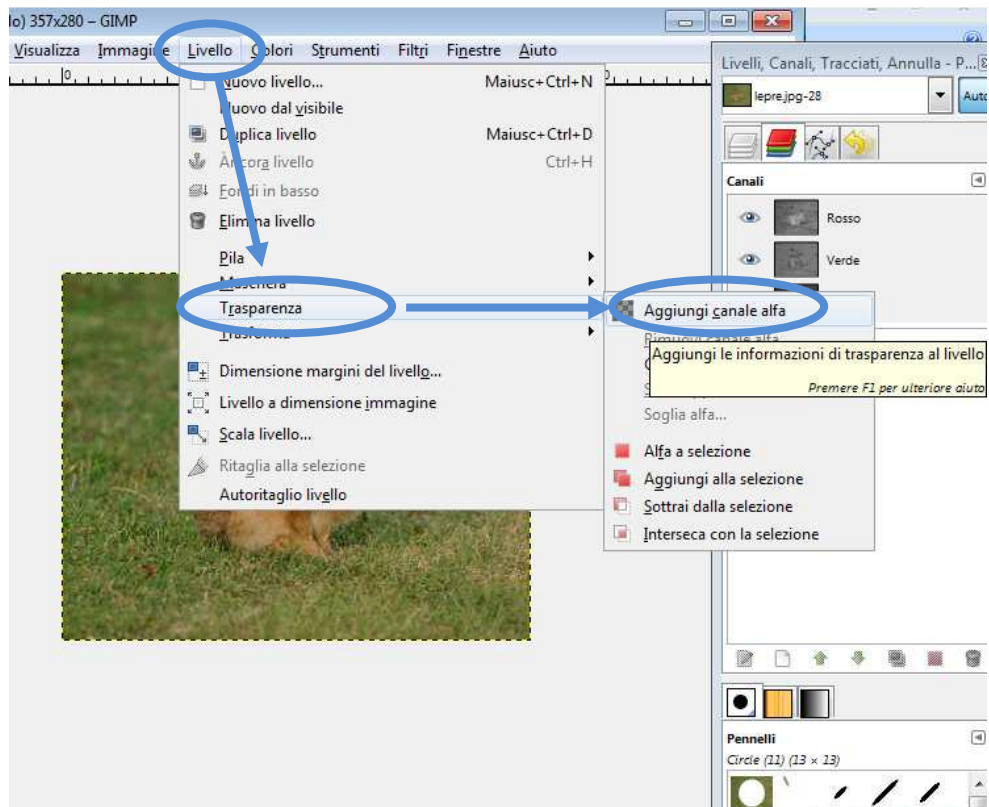 lo) 357x280 – GIMP
Visualizza Immagine Livello Colori Strumenti Filtri Finestre Aiuto
Livelli, Canali, Tracciati, Annulla - P...
lepre.jpg-28
Auto
Nuovo livello... Maiusc+Ctrl+N
Nuovo dal visibile
Duplica livello Maiusc+Ctrl+D
Àncora livello Ctrl+H
Fondi in basso
Elimina livello
Pila
Maschera
Trasparenza
Trasforma
Dimensione margini del livello...
Livello a dimensione immagine
Scala livello...
Ritaglia alla selezione
Autoritaglio livello
Canali
Rosso
Verde
Aggiungi canale alfa
Rimuovi canale alfa
Aggiungi le informazioni di trasparenza al livello
Premere F1 per ulteriore aiuto
Soglia alfa...
Alfa a selezione
Aggiungi alla selezione
Sottrai dalla selezione
Interseca con la selezione
Pennelli
Circle (11) (13 × 13)